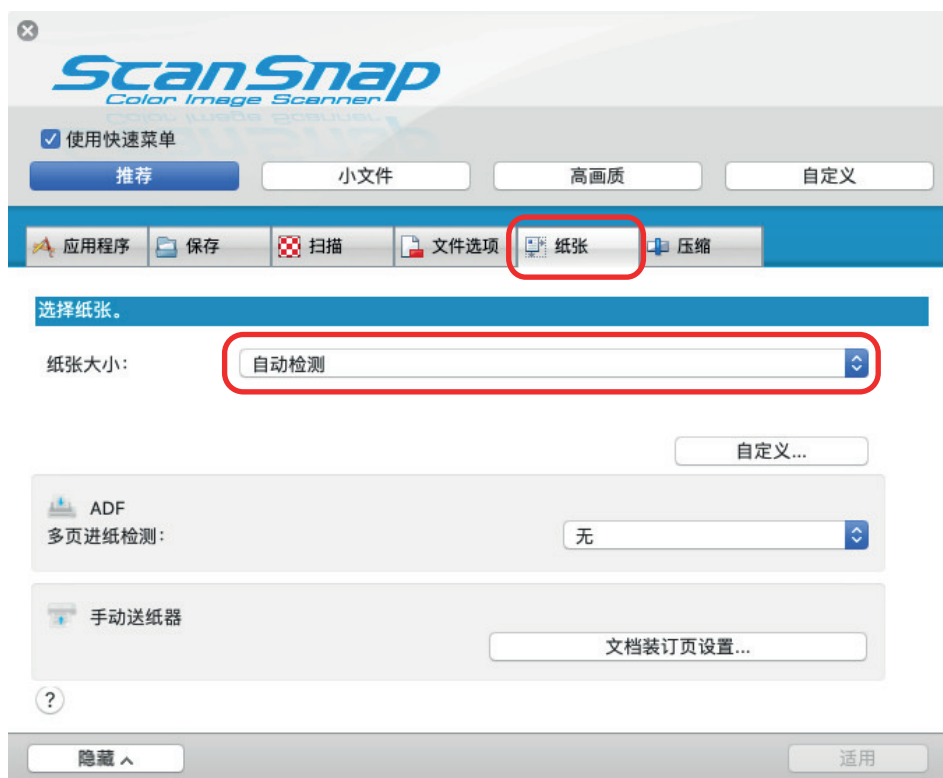 ScanSnap
Color Image Scanner
使用快速菜单
推荐 小文件 高画质 自定义
应用程序 保存 扫描 文件选项 纸张 压缩
选择纸张。
纸张大小： 自动检测
自定义...
ADF
多页进纸检测： 无
手动送纸器
文档装订页设置...
?
隐藏 适用